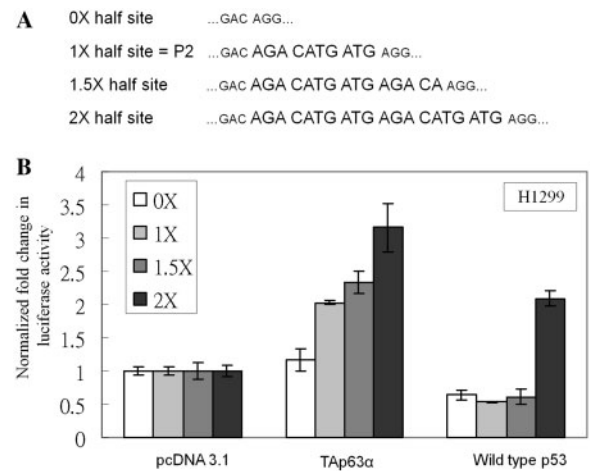 A
0X half site ...GAC AGG...
1X half site = P2 ...GAC AGA CATG ATG AGG...
1.5X half site ...GAC AGA CATG ATG AGA CA AGG...
2X half site ...GAC AGA CATG ATG AGA CATG ATG AGG...
B
Normalized fold change in
luciferase activity
4
3.5
3
2.5
2
1.5
1
0.5
0
0X
1X
1.5X
2X
H1299
pcDNA 3.1 TAp63α Wild type p53